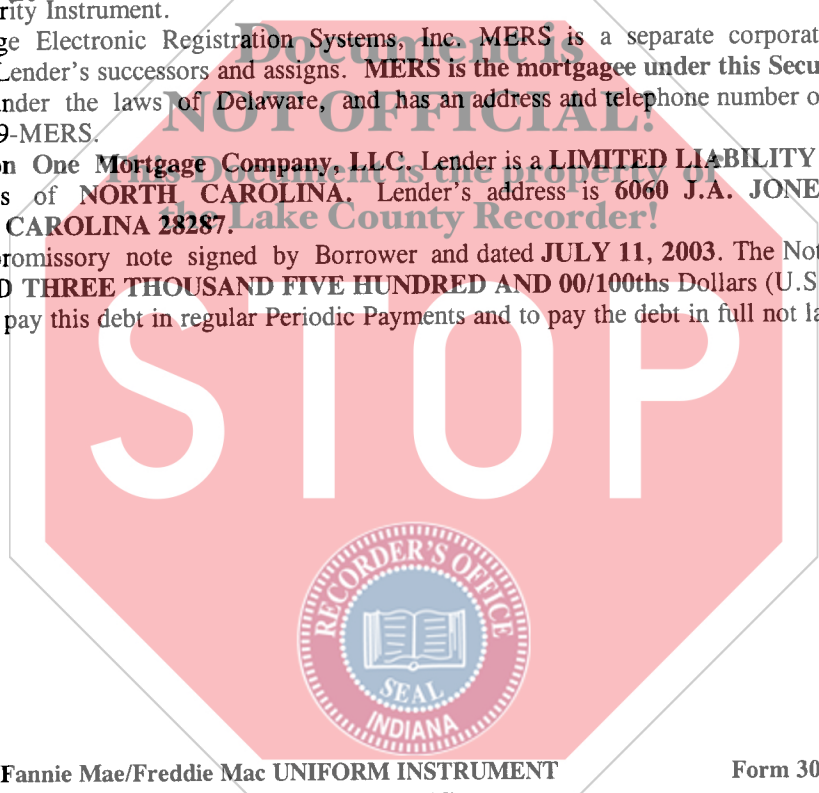 rity Instrument.
ge Electronic Registration Systems, Inc. MERS is a separate corporat
Lender's successors and assigns. MERS is the mortgagee under this Secu
nder the laws of Delaware, and has an address and telephone number o
9-MERS.
on One Mortgage Company, LLC. Lender is a LIMITED LIABILITY
s of NORTH CAROLINA. Lender's address is 6060 J.A. JONE
CAROLINA 28287.
romissory note signed by Borrower and dated JULY 11, 2003. The Not
D THREE THOUSAND FIVE HUNDRED AND 00/100ths Dollars (U.S
pay this debt in regular Periodic Payments and to pay the debt in full not la
Document is
NOT OFFICIAL!
This Document is the property of
the Lake County Recorder!
STOP
RECORDER'S OFFICE
SEAL
INDIANA
Fannie Mae/Freddie Mac UNIFORM INSTRUMENT Form 30